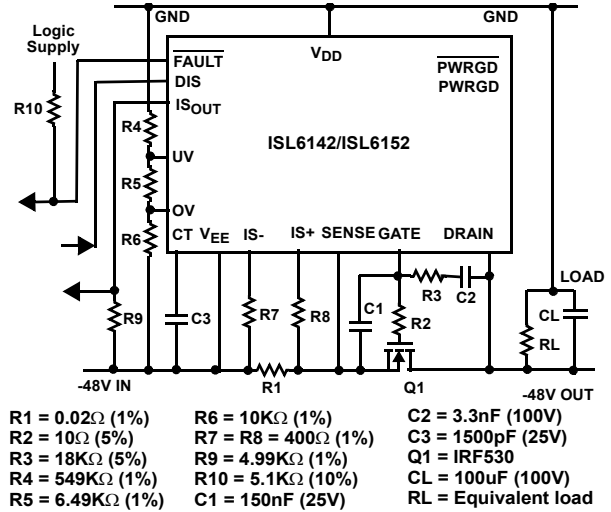 GND
GND
Logic
Supply
VDD
FAULT
DIS
ISOUT
PWRGD
PWRGD
R10
R4
ISL6142/ISL6152
UV
R5
OV
R6
CT VEE IS- IS+ SENSE GATE DRAIN
R3
C2
LOAD
R9
C3
R7
R8
C1
R2
CL
RL
-48V IN
R1
Q1
-48V OUT
R1 = 0.02Ω (1%)
R2 = 10Ω (5%)
R3 = 18KΩ (5%)
R4 = 549KΩ (1%)
R5 = 6.49KΩ (1%)
R6 = 10KΩ (1%)
R7 = R8 = 400Ω (1%)
R9 = 4.99KΩ (1%)
R10 = 5.1KΩ (10%)
C1 = 150nF (25V)
C2 = 3.3nF (100V)
C3 = 1500pF (25V)
Q1 = IRF530
CL = 100uF (100V)
RL = Equivalent load